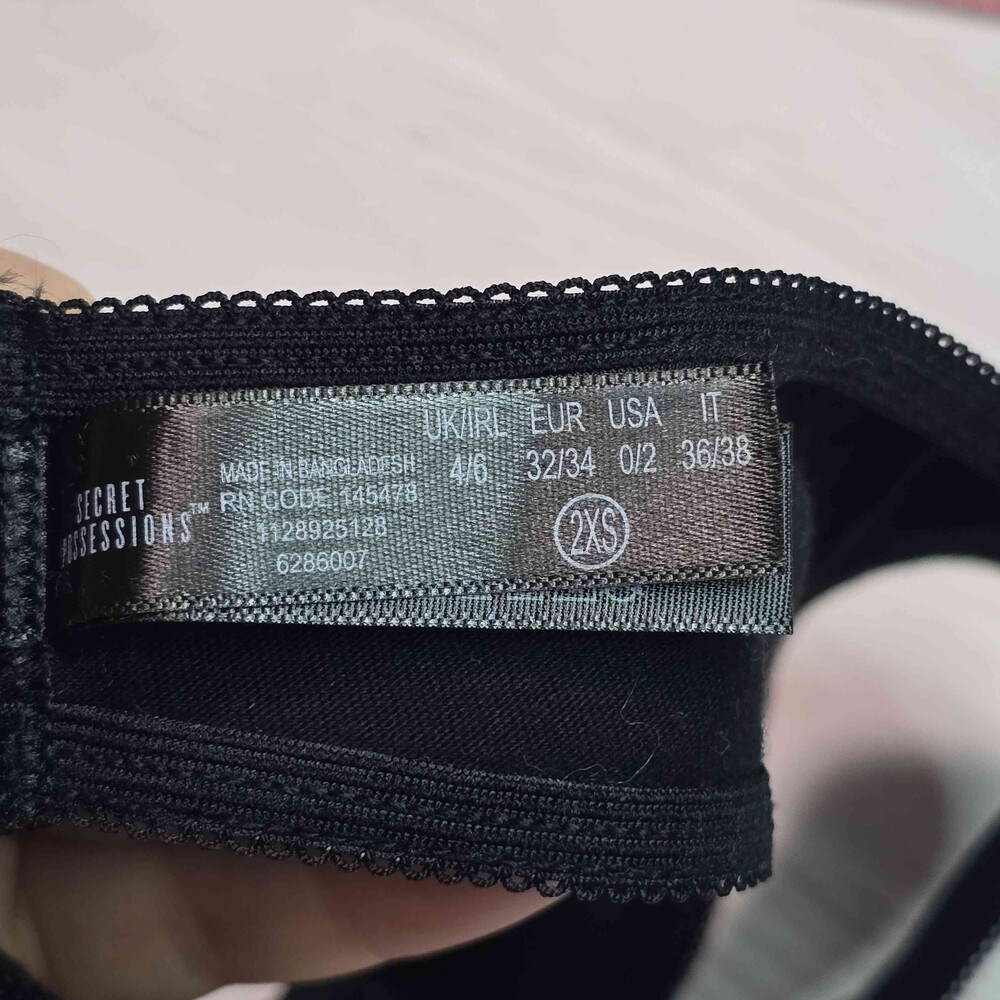 SECRET
POSSESSIONS™
MADE IN BANGLADESH
RN CODE 145478
1128925128
6286007
UK/IRL EUR USA IT
4/6 32/34 0/2 36/38
2XS